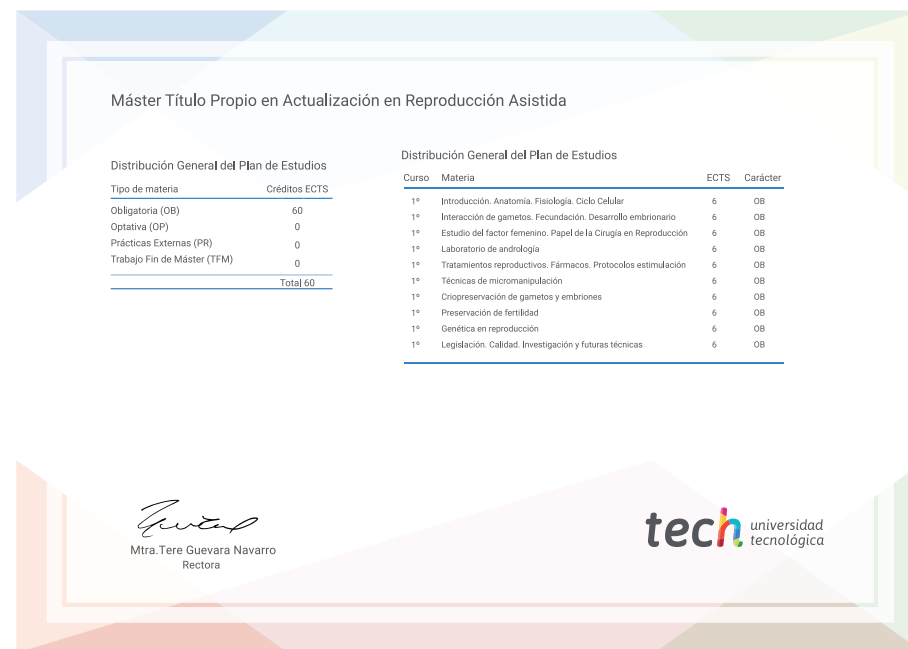 Máster Título Propio en Actualización en Reproducción Asistida
Distribución General del Plan de Estudios
Tipo de materia Créditos ECTS
Obligatoria (OB) 60
Optativa (OP) 0
Prácticas Externas (PR) 0
Trabajo Fin de Máster (TFM) 0
Total 60
Distribución General del Plan de Estudios
Curso Materia ECTS Carácter
1º Introducción. Anatomía. Fisiología. Ciclo Celular 6 OB
1º Interacción de gametos. Fecundación. Desarrollo embrionario 6 OB
1º Estudio del factor femenino. Papel de la Cirugía en Reproducción 6 OB
1º Laboratorio de andrología 6 OB
1º Tratamientos reproductivos. Fármacos. Protocolos estimulación 6 OB
1º Técnicas de micromanipulación 6 OB
1º Criopreservación de gametos y embriones 6 OB
1º Preservación de fertilidad 6 OB
1º Genética en reproducción 6 OB
1º Legislación. Calidad. Investigación y futuras técnicas 6 OB
Mtra.Tere Guevara Navarro
Rectora
tech universidad
tecnológica